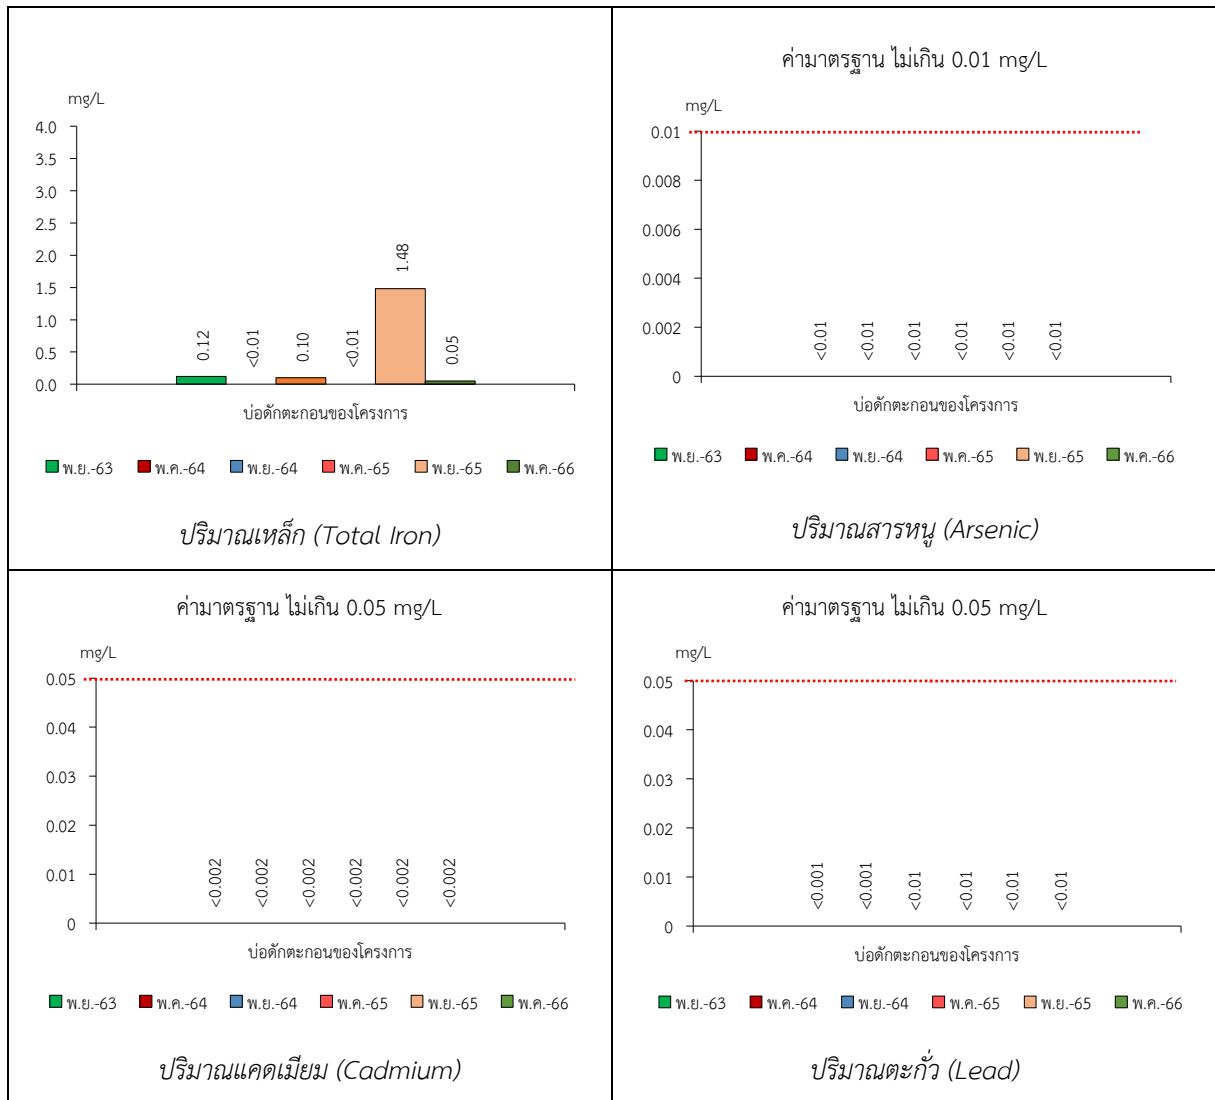 mg/L
4.0
3.5
3.0
2.5
2.0
1.5
1.0
0.5
0.0
0.12
<0.01
0.10
<0.01
1.48
0.05
บ่อดักตะกอนของโครงการ
พ.ย.-63 พ.ค.-64 พ.ย.-64 พ.ค.-65 พ.ย.-65 พ.ค.-66
ปริมาณเหล็ก (Total Iron)
ค่ามาตรฐาน ไม่เกิน 0.01 mg/L
mg/L
0.01
0.008
0.006
0.004
0.002
0
<0.01
<0.01
<0.01
<0.01
<0.01
<0.01
บ่อดักตะกอนของโครงการ
พ.ย.-63 พ.ค.-64 พ.ย.-64 พ.ค.-65 พ.ย.-65 พ.ค.-66
ปริมาณสารหนู (Arsenic)
ค่ามาตรฐาน ไม่เกิน 0.05 mg/L
mg/L
0.05
0.04
0.03
0.02
0.01
0
<0.002
<0.002
<0.002
<0.002
<0.002
<0.002
บ่อดักตะกอนของโครงการ
พ.ย.-63 พ.ค.-64 พ.ย.-64 พ.ค.-65 พ.ย.-65 พ.ค.-66
ปริมาณแคดเมียม (Cadmium)
ค่ามาตรฐาน ไม่เกิน 0.05 mg/L
mg/L
0.05
0.04
0.03
0.02
0.01
0
<0.001
<0.001
<0.01
<0.01
<0.01
<0.01
บ่อดักตะกอนของโครงการ
พ.ย.-63 พ.ค.-64 พ.ย.-64 พ.ค.-65 พ.ย.-65 พ.ค.-66
ปริมาณตะกั่ว (Lead)